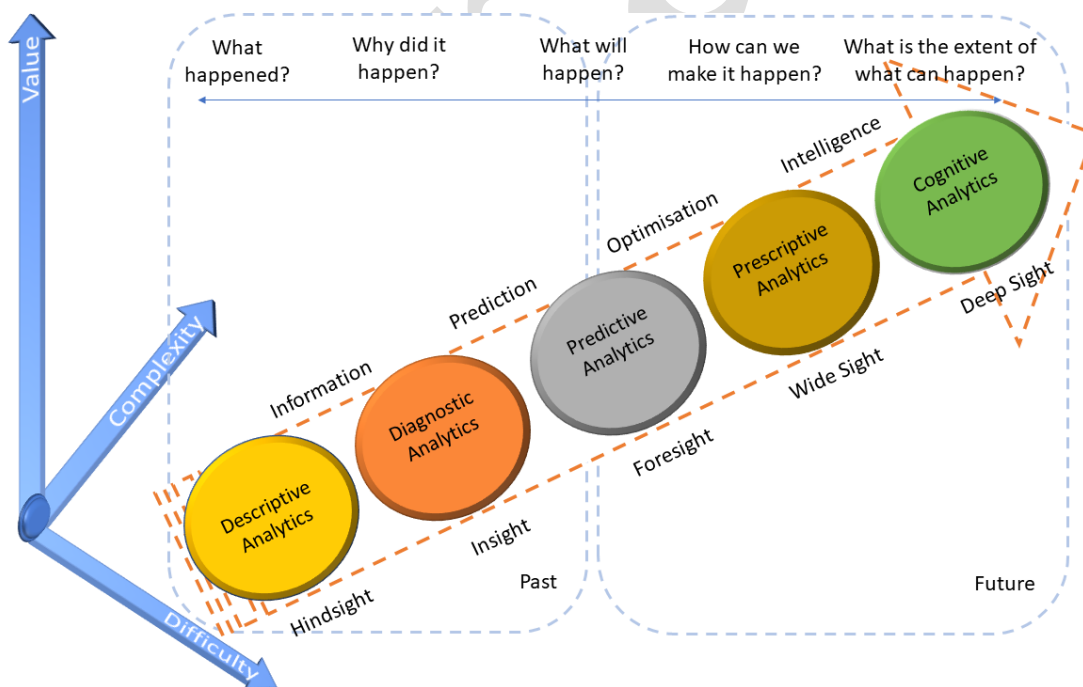 What
happened?
Why did it
happen?
What will
happen?
How can we
make it happen?
What is the extent of
what can happen?
Value
Complexity
Difficulty
Information
Prediction
Optimisation
Intelligence
Descriptive
Analytics
Diagnostic
Analytics
Predictive
Analytics
Prescriptive
Analytics
Cognitive
Analytics
Hindsight
Insight
Foresight
Wide Sight
Deep Sight
Past
Future